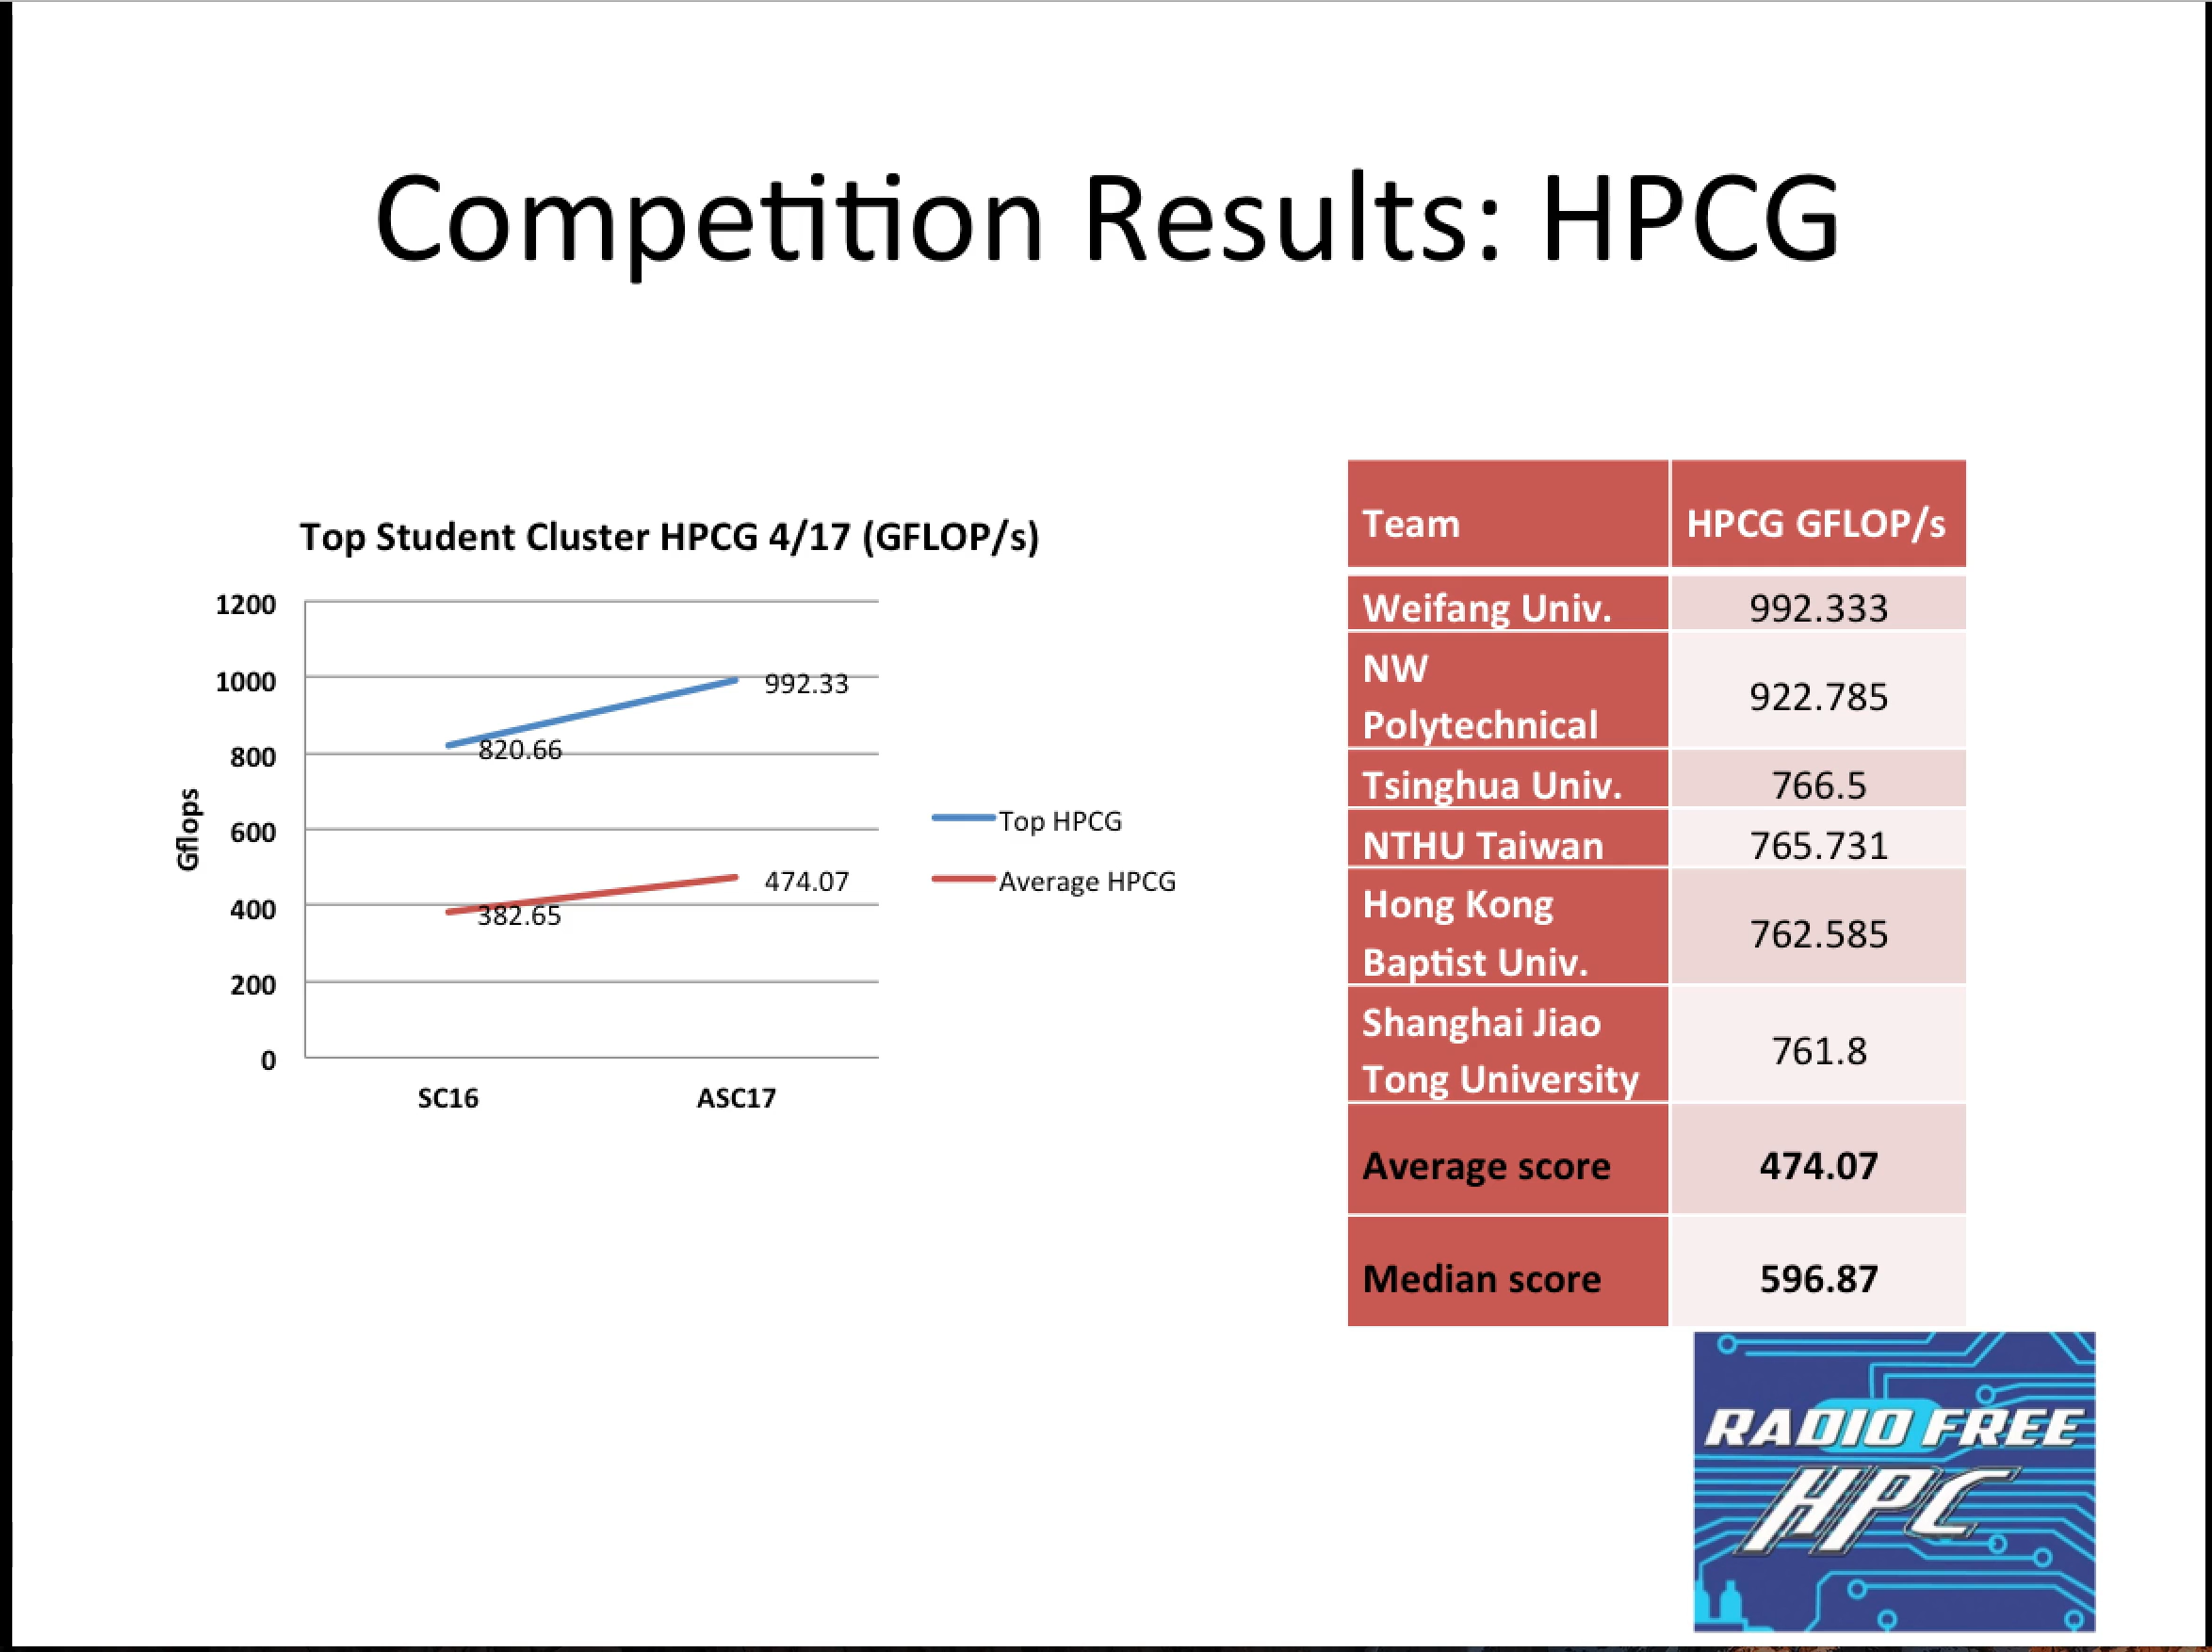 Competition Results: HPCG
Top Student Cluster HPCG 4/17 (GFLOP/s)
1200
1000
800
600
400
200
0
Gflops
992.33
820.66
474.07
382.65
SC16 ASC17
Top HPCG
Average HPCG
Team HPCG GFLOP/s
Weifang Univ. 992.333
NW
Polytechnical 922.785
Tsinghua Univ. 766.5
NTHU Taiwan 765.731
Hong Kong
Baptist Univ. 762.585
Shanghai Jiao
Tong University 761.8
Average score 474.07
Median score 596.87
RADIO FREE
HPC